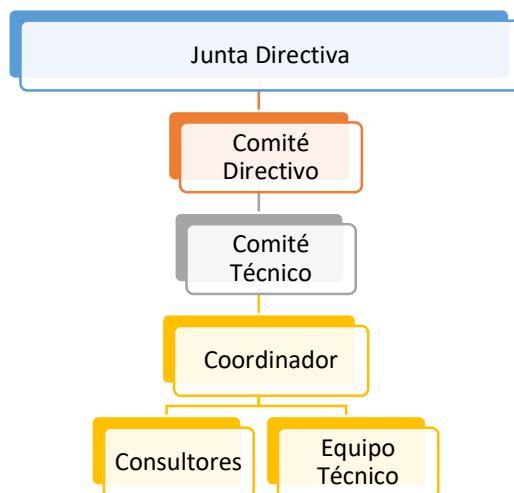 Junta Directiva
Comité
Directivo
Comité
Técnico
Coordinador
Consultores
Equipo
Técnico